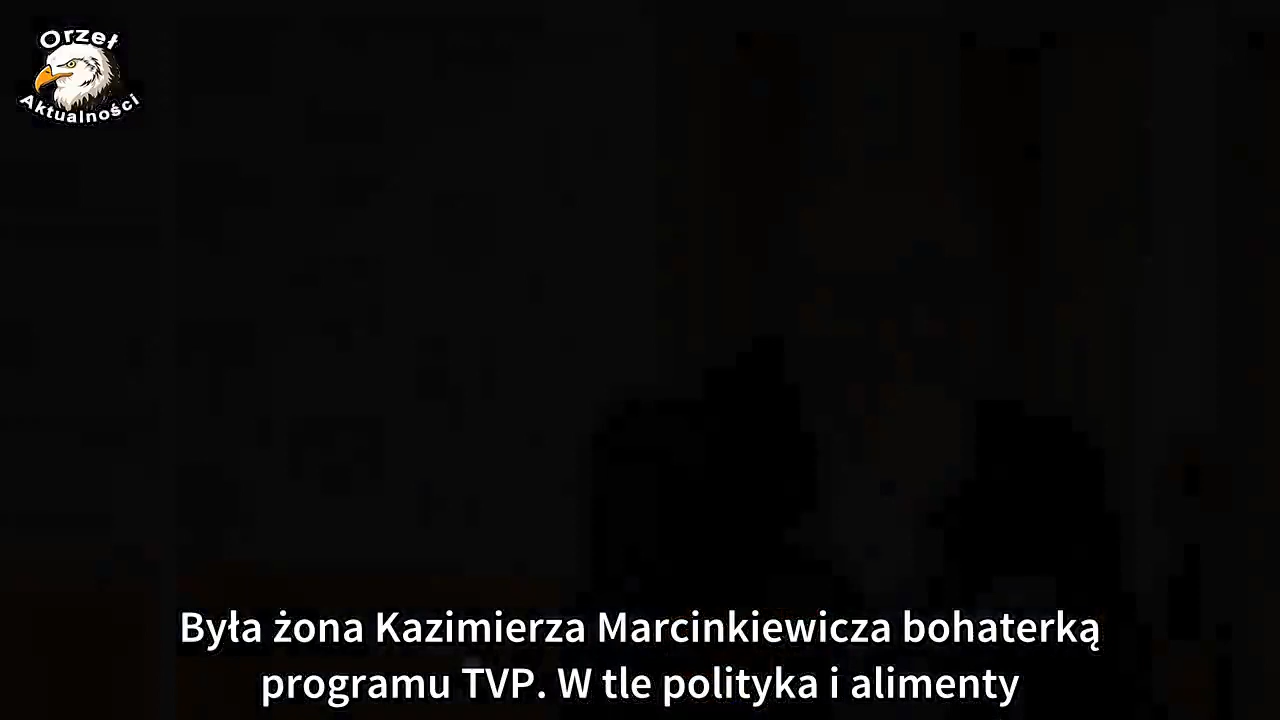 Orzeł
Aktualności
Była żona Kazimierza Marcinkiewicza bohaterką
programu TVP. W tle polityka i alimenty